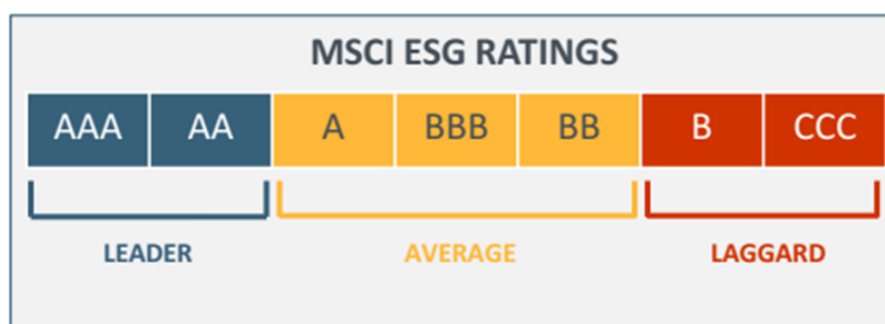 MSCI ESG RATINGS
AAA AA A BBB BB B CCC
LEADER AVERAGE LAGGARD